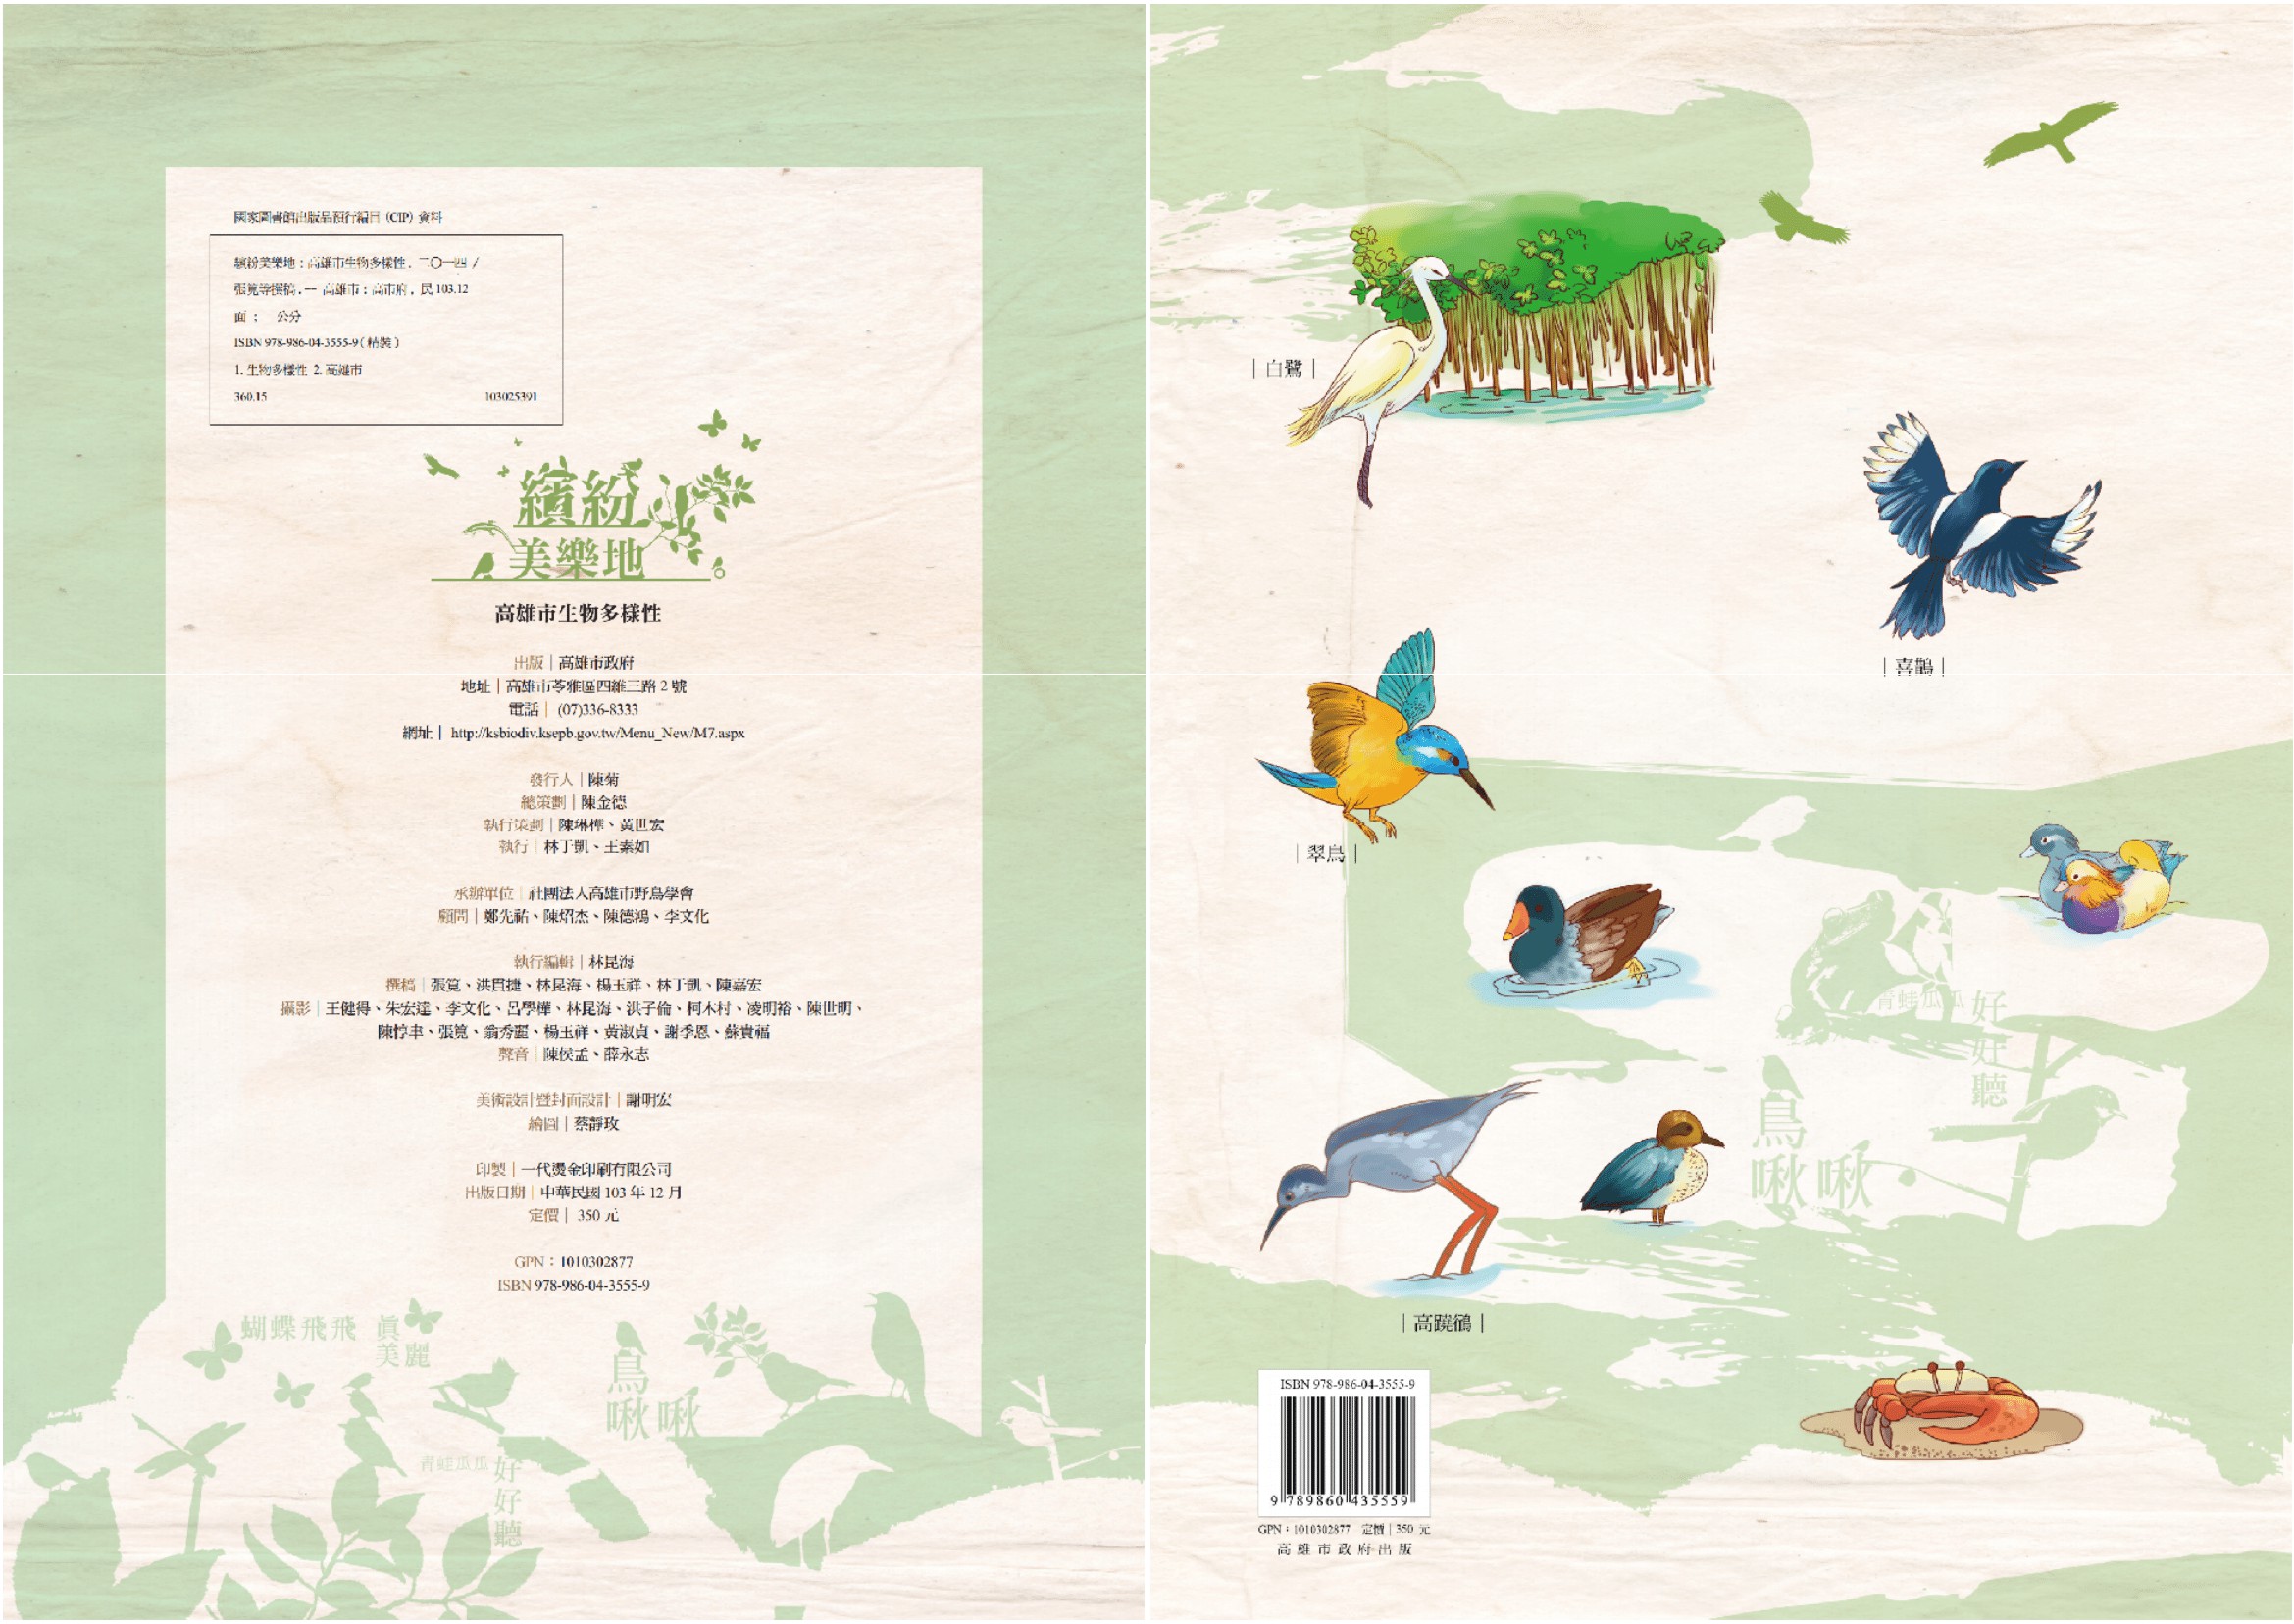 國家圖書館出版品預行編目 (CIP) 資料
繽紛美樂地：高雄市生物多樣性. 二〇一四 /
張筧等撰稿. -- 高雄市：高市府, 民 103.12
面； 公分
ISBN 978-986-04-3555-9（精裝）
1. 生物多樣性 2. 高雄市
360.15 103025391
繽紛
美樂地
高雄市生物多樣性
出版｜高雄市政府
地址｜高雄市苓雅區四維三路 2 號
電話｜ (07)336-8333
網址｜ http://ksbiodiv.ksepb.gov.tw/Menu_New/M7.aspx
發行人｜陳菊
總策劃｜陳金德
執行策劃｜陳琳樺、黃世宏
執行｜林丁凱、王素如
承辦單位｜社團法人高雄市野鳥學會
顧問｜鄭先祐、陳炤杰、陳德鴻、李文化
執行編輯｜林昆海
撰稿｜張筧、洪貫捷、林昆海、楊玉祥、林丁凱、陳嘉宏
攝影｜王健得、朱宏達、李文化、呂學樺、林昆海、洪子倫、柯木村、凌明裕、陳世明、
陳惇聿、張筧、翁秀麗、楊玉祥、黃淑貞、謝季恩、蘇貴福
聲音｜陳侯孟、薛永志
美術設計暨封面設計｜謝明宏
繪圖｜蔡靜玫
印製｜一代燙金印刷有限公司
出版日期｜中華民國 103 年 12 月
定價｜ 350 元
GPN：1010302877
ISBN 978-986-04-3555-9
蝴蝶飛飛 真美麗
鳥啾啾
青蛙瓜瓜 好好聽
｜白鷺｜
｜喜鵲｜
｜翠鳥｜
青蛙瓜瓜 好好聽
鳥啾啾
｜高蹺鴴｜
ISBN 978-986-04-3555-9
9 789860 435559
GPN：1010302877 定價｜350 元
高雄市政府出版